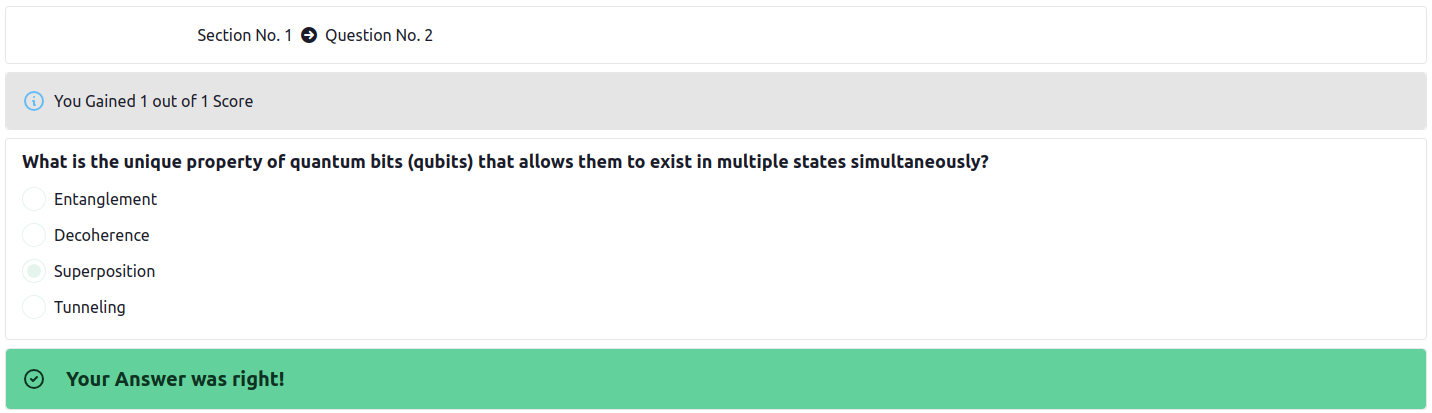 Section No. 1 Question No. 2
You Gained 1 out of 1 Score
What is the unique property of quantum bits (qubits) that allows them to exist in multiple states simultaneously?
Entanglement
Decoherence
Superposition
Tunneling
Your Answer was right!